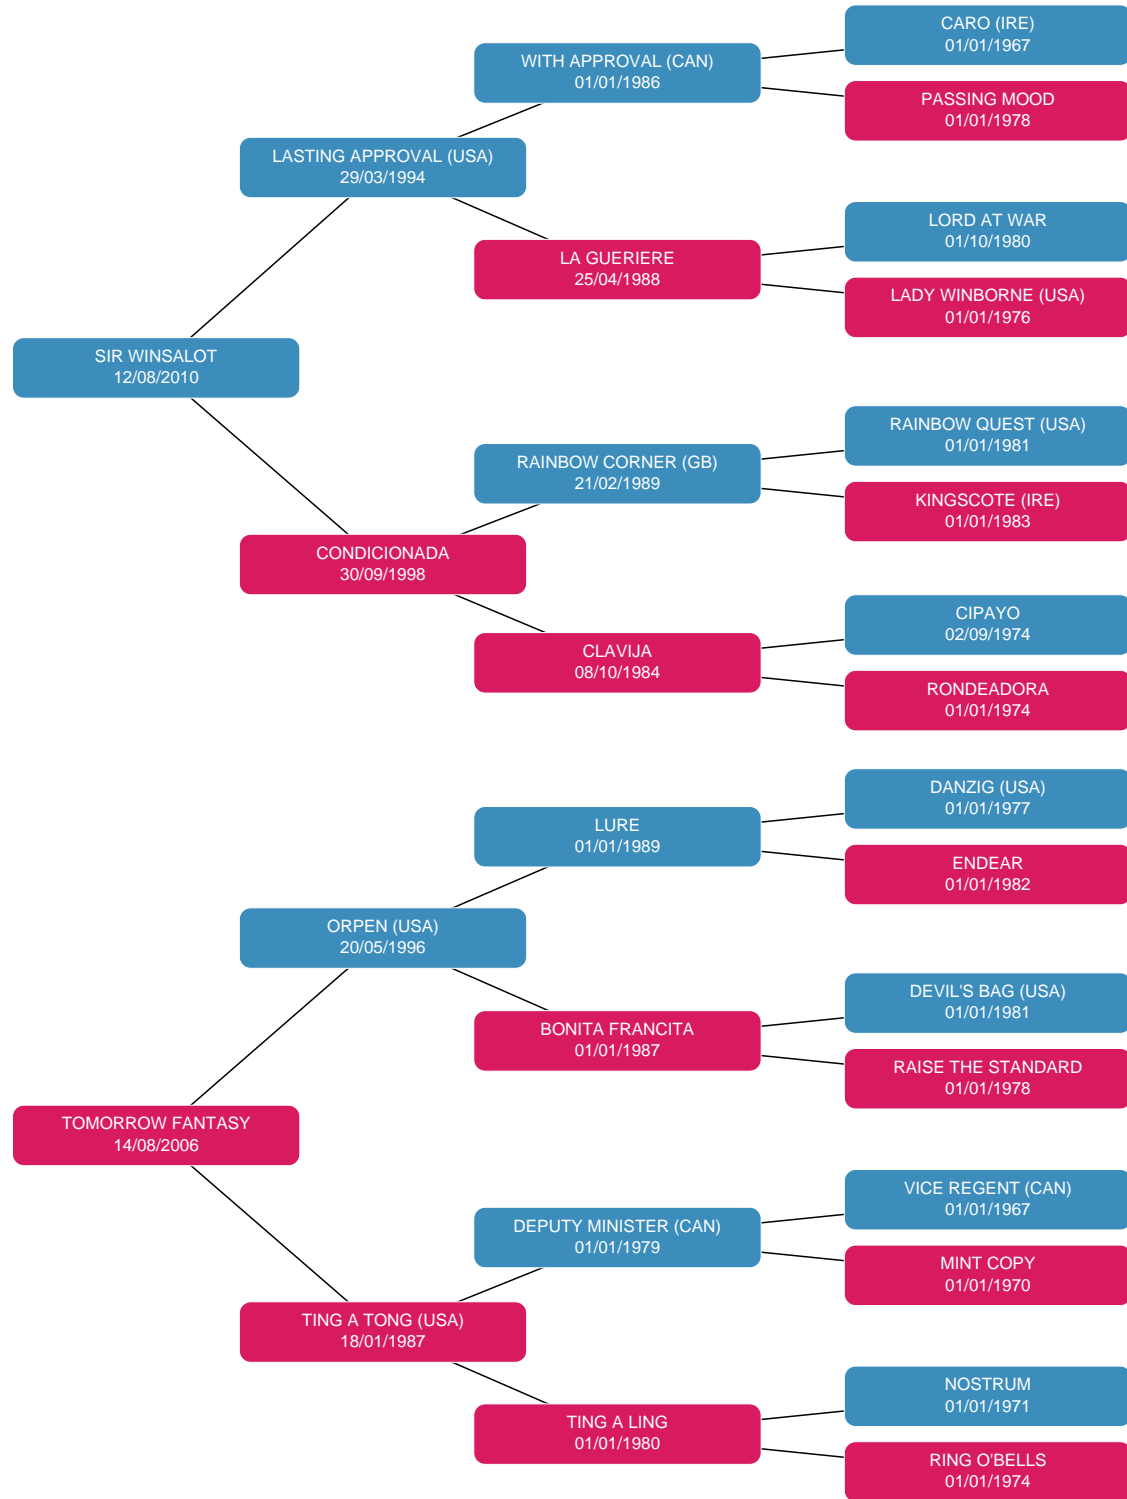 CARO (IRE)
01/01/1967
WITH APPROVAL (CAN)
01/01/1986
PASSING MOOD
01/01/1978
LASTING APPROVAL (USA)
29/03/1994
LORD AT WAR
01/10/1980
LA GUERIERE
25/04/1988
LADY WINBORNE (USA)
01/01/1976
SIR WINSALOT
12/08/2010
RAINBOW QUEST (USA)
01/01/1981
RAINBOW CORNER (GB)
21/02/1989
KINGSCOTE (IRE)
01/01/1983
CONDICIONADA
30/09/1998
CIPAYO
02/09/1974
CLAVIJA
08/10/1984
RONDEADORA
01/01/1974
DANZIG (USA)
01/01/1977
LURE
01/01/1989
ENDEAR
01/01/1982
ORPEN (USA)
20/05/1996
DEVIL'S BAG (USA)
01/01/1981
BONITA FRANCITA
01/01/1987
RAISE THE STANDARD
01/01/1978
TOMORROW FANTASY
14/08/2006
VICE REGENT (CAN)
01/01/1967
DEPUTY MINISTER (CAN)
01/01/1979
MINT COPY
01/01/1970
TING A TONG (USA)
18/01/1987
NOSTRUM
01/01/1971
TING A LING
01/01/1980
RING O'BELLS
01/01/1974